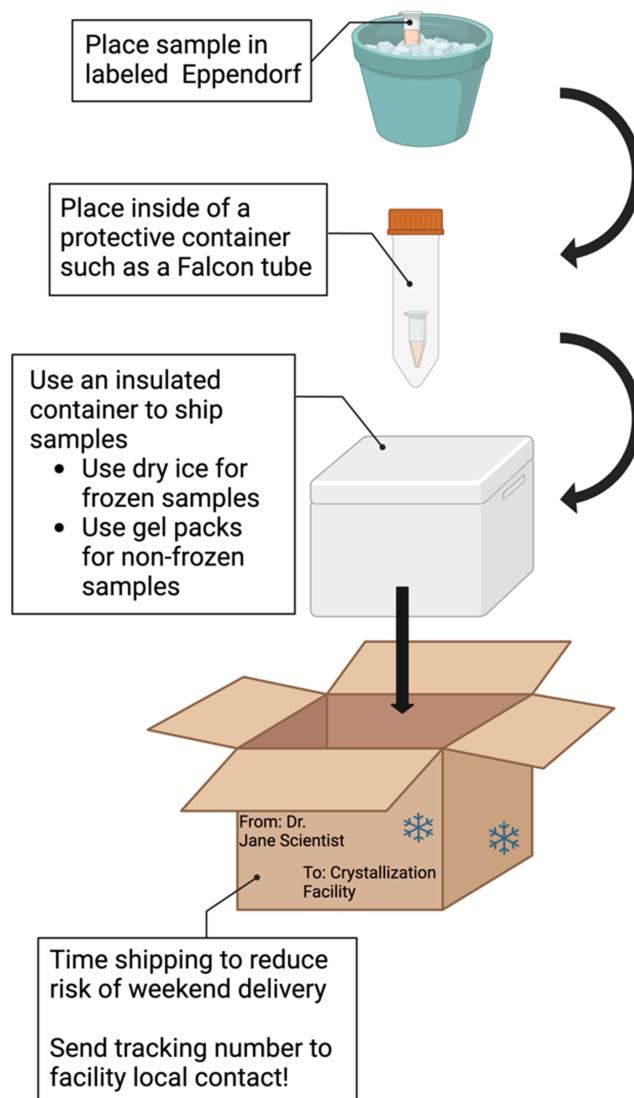 Place sample in
labeled Eppendorf
Place inside of a
protective container
such as a Falcon tube
Use an insulated
container to ship
samples
• Use dry ice for
frozen samples
• Use gel packs
for non-frozen
samples
From: Dr.
Jane Scientist
To: Crystallization
Facility
Time shipping to reduce
risk of weekend delivery
Send tracking number to
facility local contact!